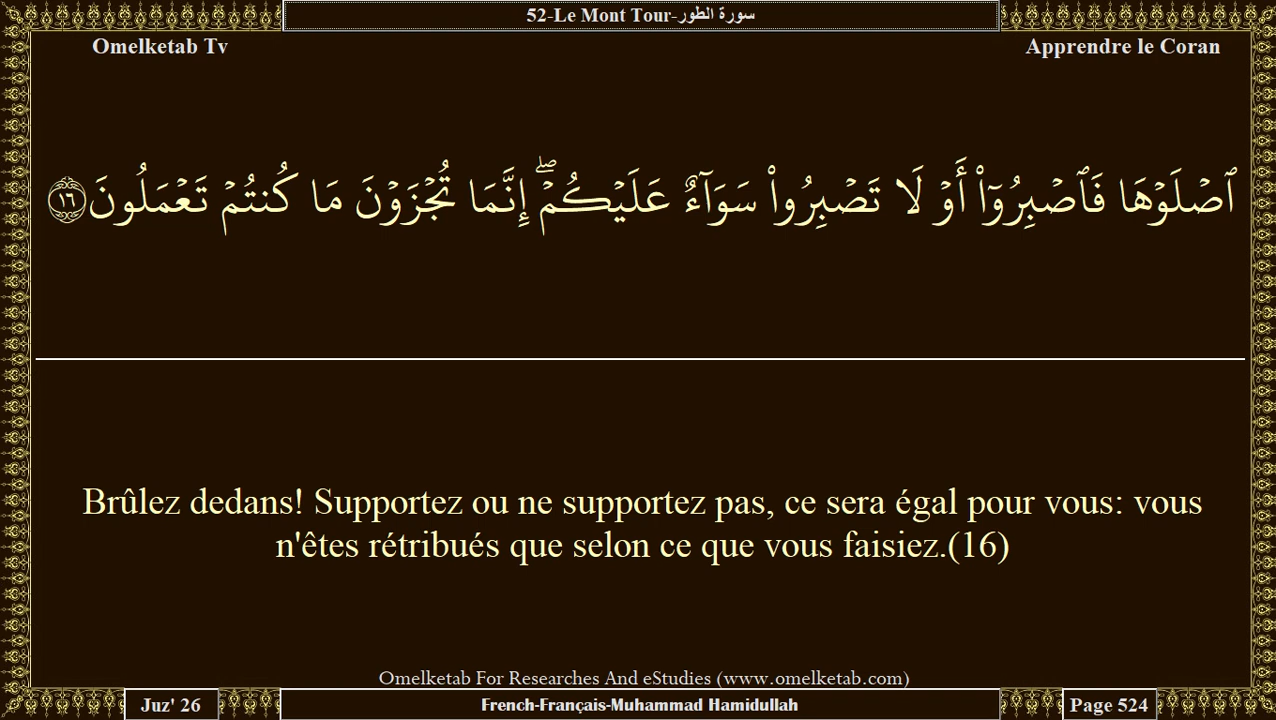 52-Le Mont Tour-سورة الطور
Omelketab Tv
Apprendre le Coran
ٱصۡلَوۡهَا فَٱصۡبِرُوٓاْ أَوۡ لَا تَصۡبِرُواْ سَوَآءٌ عَلَيۡكُمۡۖ إِنَّمَا تُجۡزَوۡنَ مَا كُنتُمۡ تَعۡمَلُونَ ١٦
Brûlez dedans! Supportez ou ne supportez pas, ce sera égal pour vous: vous
n'êtes rétribués que selon ce que vous faisiez.(16)
Omelketab For Researches And eStudies (www.omelketab.com)
Juz' 26
French-Français-Muhammad Hamidullah
Page 524